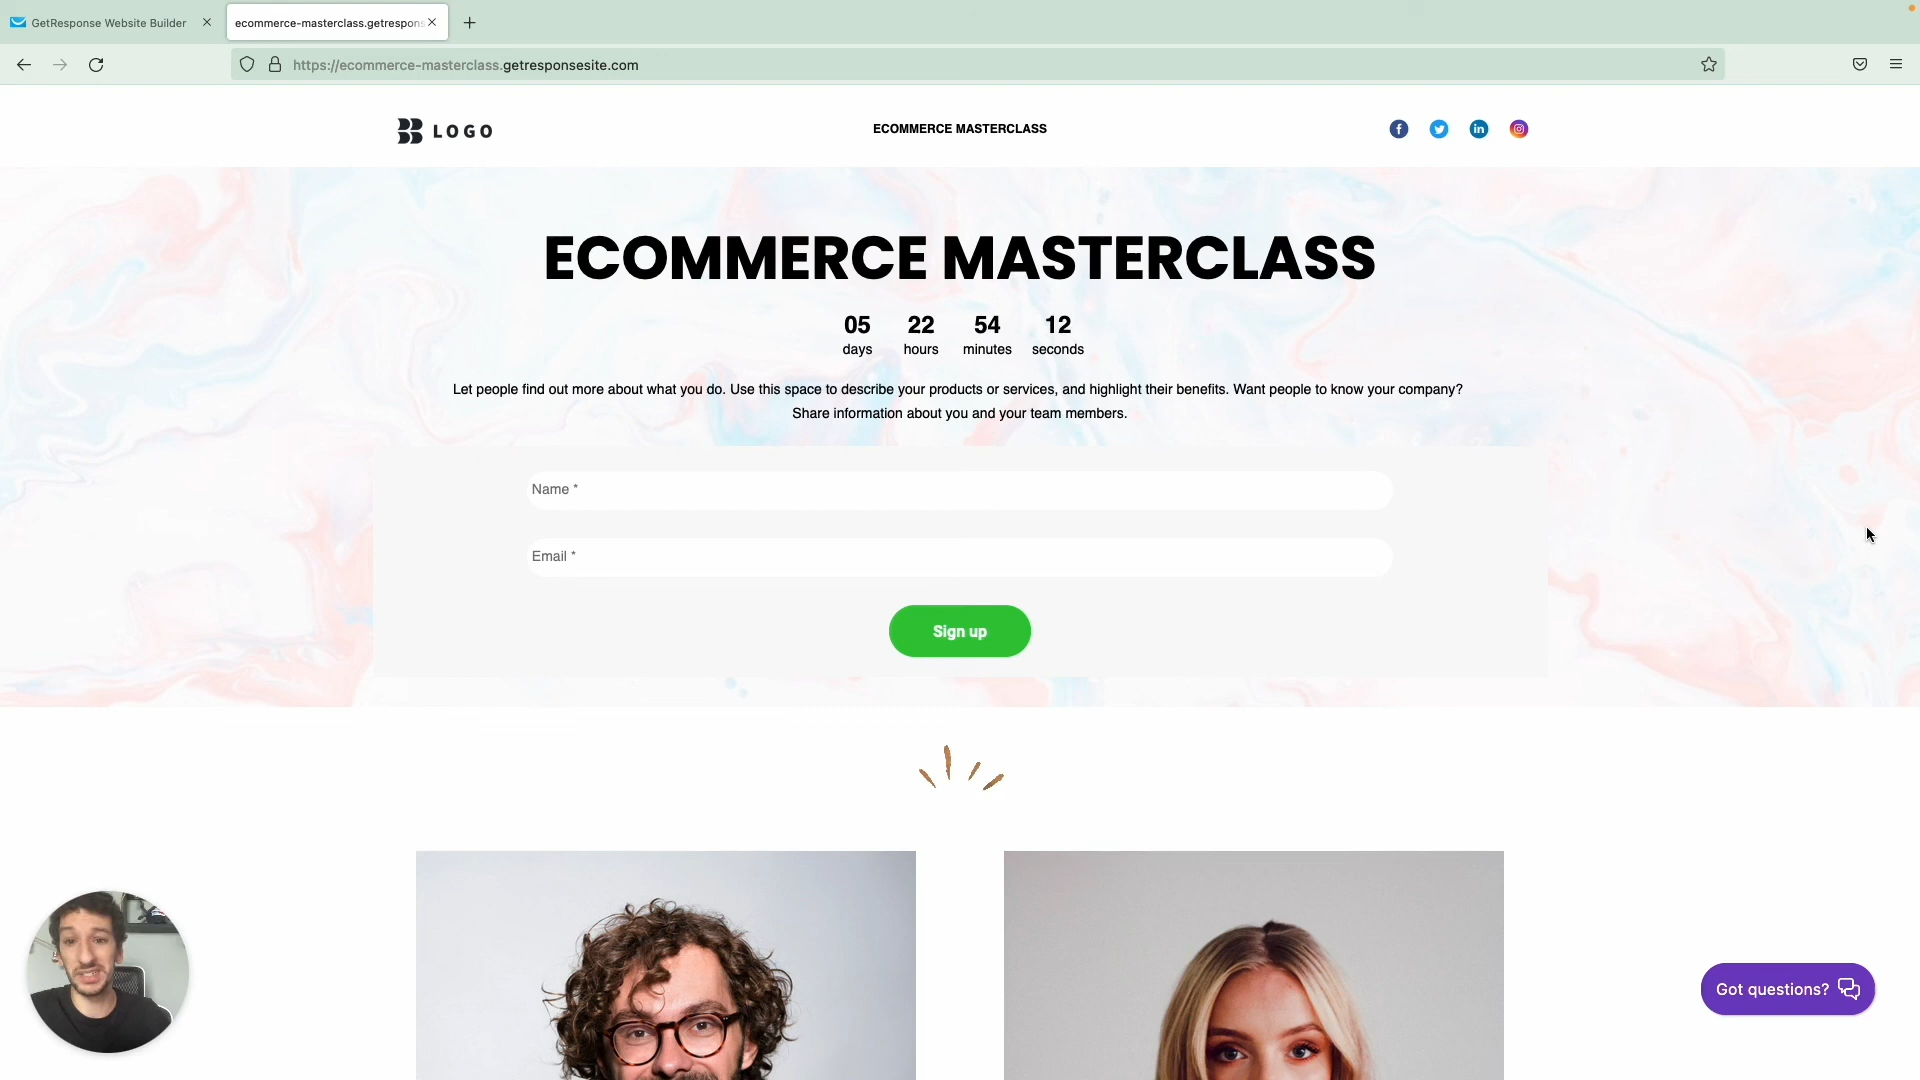 GetResponse Website Builder
ecommerce-masterclass.getrespons
https://ecommerce-masterclass.getresponsesite.com
LOGO
ECOMMERCE MASTERCLASS
ECOMMERCE MASTERCLASS
05 22 54 12
days hours minutes seconds
Let people find out more about what you do. Use this space to describe your products or services, and highlight their benefits. Want people to know your company?
Share information about you and your team members.
Name *
Email *
Sign up
Got questions?